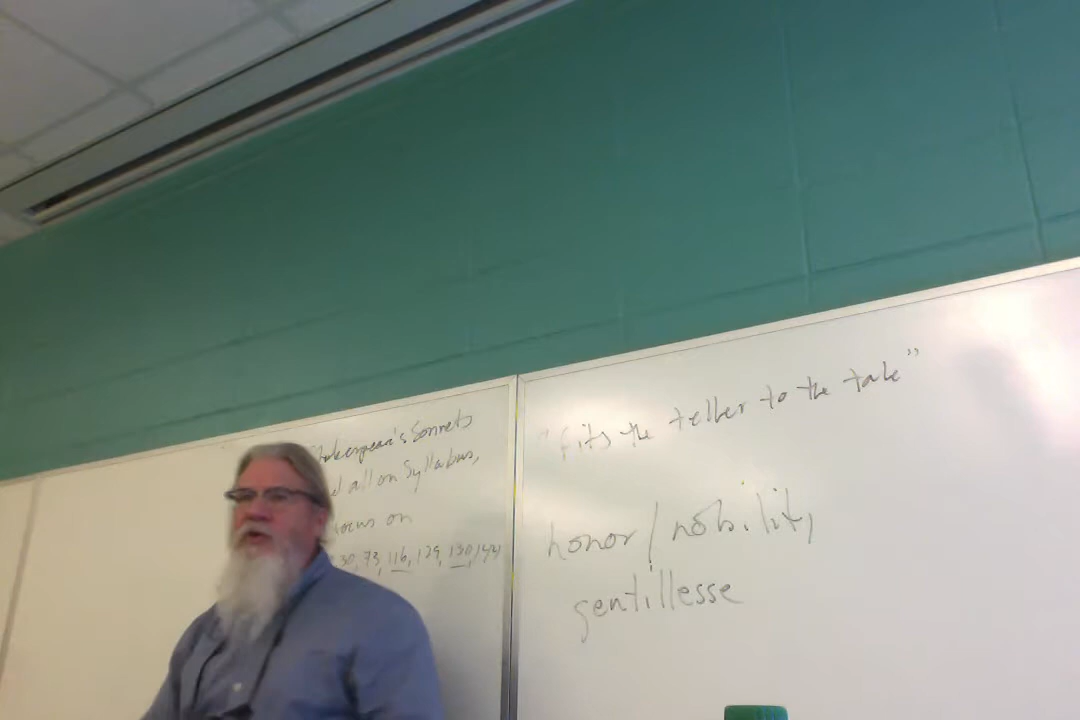 Shakespeare's Sonnets
all on Syllabus,
focus on
30, 73, 116, 129, 130, 144
"fits the teller to the tale"
honor/nobility,
gentillesse